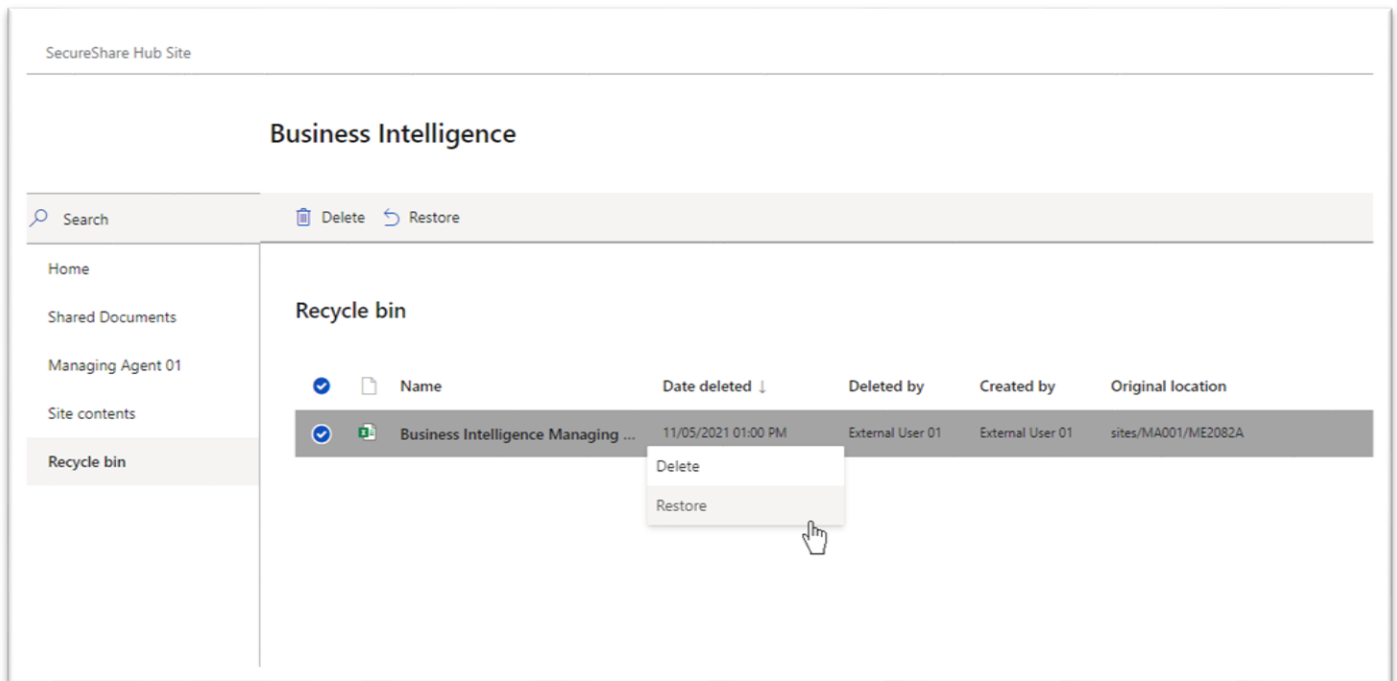 SecureShare Hub Site
Business Intelligence
Search
Delete Restore
Home
Shared Documents
Managing Agent 01
Site contents
Recycle bin
Recycle bin
Name Date deleted ↓ Deleted by Created by Original location
Business Intelligence Managing ... 11/05/2021 01:00 PM External User 01 External User 01 sites/MA001/ME2082A
Delete
Restore